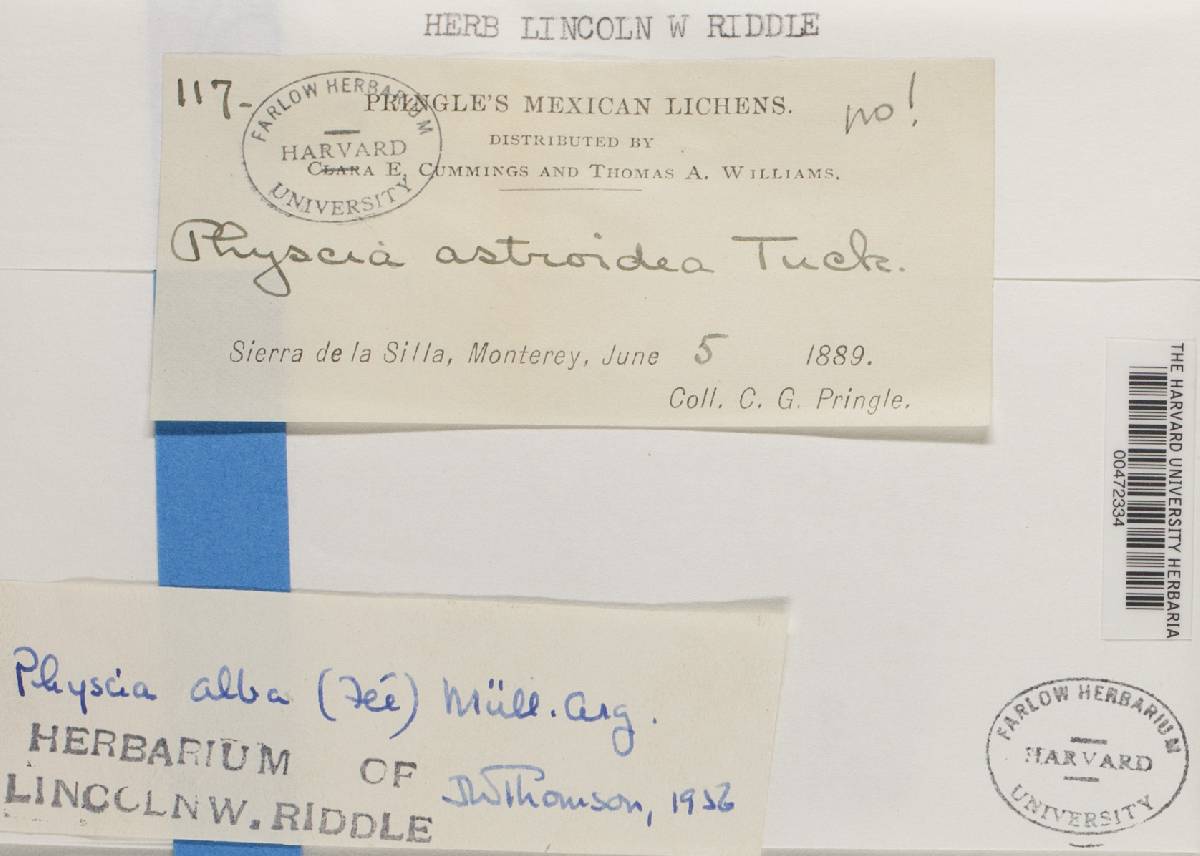 HERB LINCOLN W RIDDLE
117-
PRINGLE'S MEXICAN LICHENS.
no!
DISTRIBUTED BY
CLARA E. CUMMINGS AND THOMAS A. WILLIAMS.
FARLOW HERBARIUM
HARVARD
UNIVERSITY
Physcia astroidea Tuck.
Sierra de la Silla, Monterey, June 5 1889.
Coll. C. G. Pringle.
THE HARVARD UNIVERSITY HERBARIA
00472334
Physcia alba (Fée) Müll. Arg.
HERBARIUM OF
LINCOLN W. RIDDLE
JWThomson, 1956
FARLOW HERBARIUM
HARVARD
UNIVERSITY